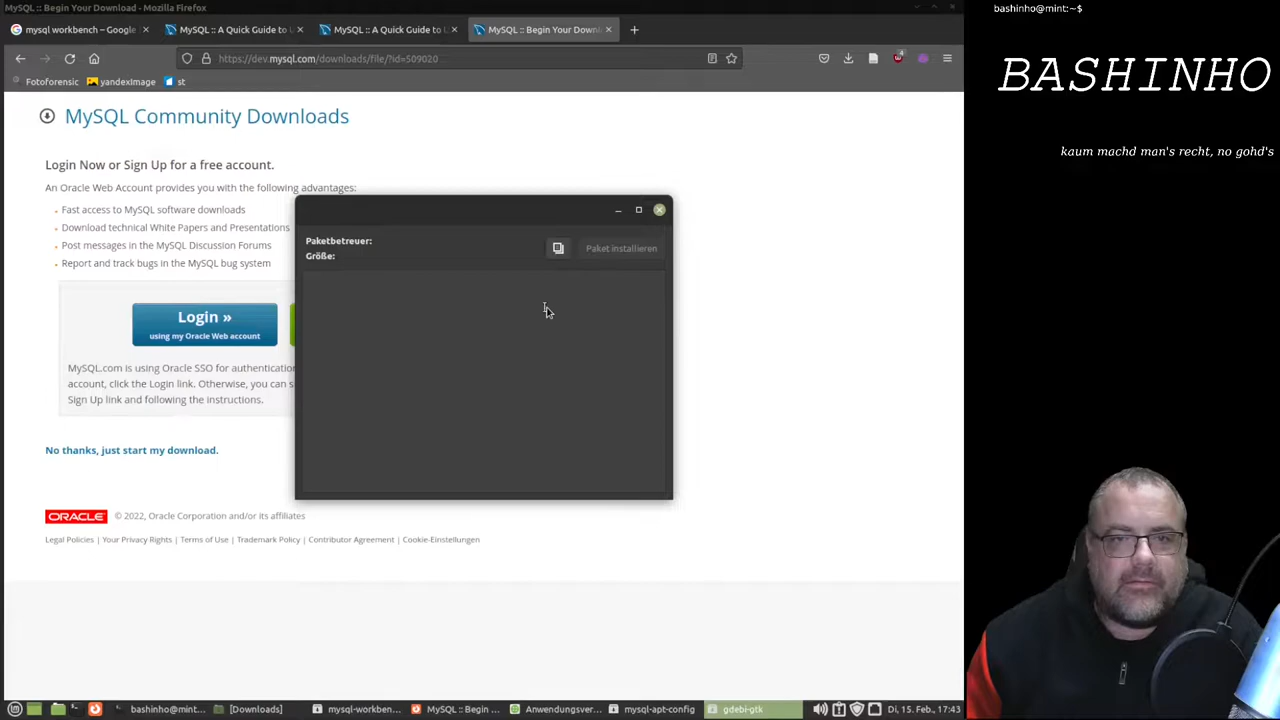 MySQL :: Begin Your Download - Mozilla Firefox
mysql workbench – Google
MySQL :: A Quick Guide to U
MySQL :: A Quick Guide to U
MySQL :: Begin Your Downl
https://dev.mysql.com/downloads/file/?id=509020
Fotoforensic yandexImage st
MySQL Community Downloads
Login Now or Sign Up for a free account.
An Oracle Web Account provides you with the following advantages:
Fast access to MySQL software downloads
Download technical White Papers and Presentations
Post messages in the MySQL Discussion Forums
Report and track bugs in the MySQL bug system
Login »
using my Oracle Web account
MySQL.com is using Oracle SSO for authentication
account, click the Login link. Otherwise, you can s
Sign Up link and following the instructions.
No thanks, just start my download.
ORACLE © 2022, Oracle Corporation and/or its affiliates
Legal Policies | Your Privacy Rights | Terms of Use | Trademark Policy | Contributor Agreement | Cookie-Einstellungen
Paketbetreuer:
Größe:
Paket installieren
bashinho@mint:~$
BASHINHO
kaum machd man's recht, no gohd's
bashinho@mint... [Downloads] mysql-workben... MySQL :: Begin ... Anwendungsver... mysql-apt-config gdebi-gtk Di, 15. Feb., 17:43